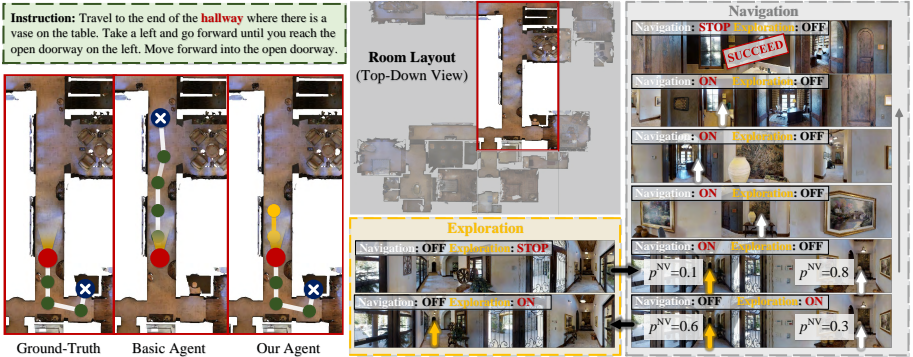 Instruction: Travel to the end of the hallway where there is a
vase on the table. Take a left and go forward until you reach the
open doorway on the left. Move forward into the open doorway.
Ground-Truth
Basic Agent
Our Agent
Room Layout
(Top-Down View)
Exploration
Navigation: OFF Exploration: STOP
Navigation: OFF Exploration: ON
Navigation
Navigation: STOP Exploration: OFF
SUCCEED
Navigation: ON Exploration: OFF
Navigation: ON Exploration: OFF
Navigation: ON Exploration: OFF
Navigation: ON Exploration: OFF
pNV=0.1 pNV=0.8
Navigation: OFF Exploration: ON
pNV=0.6 pNV=0.3